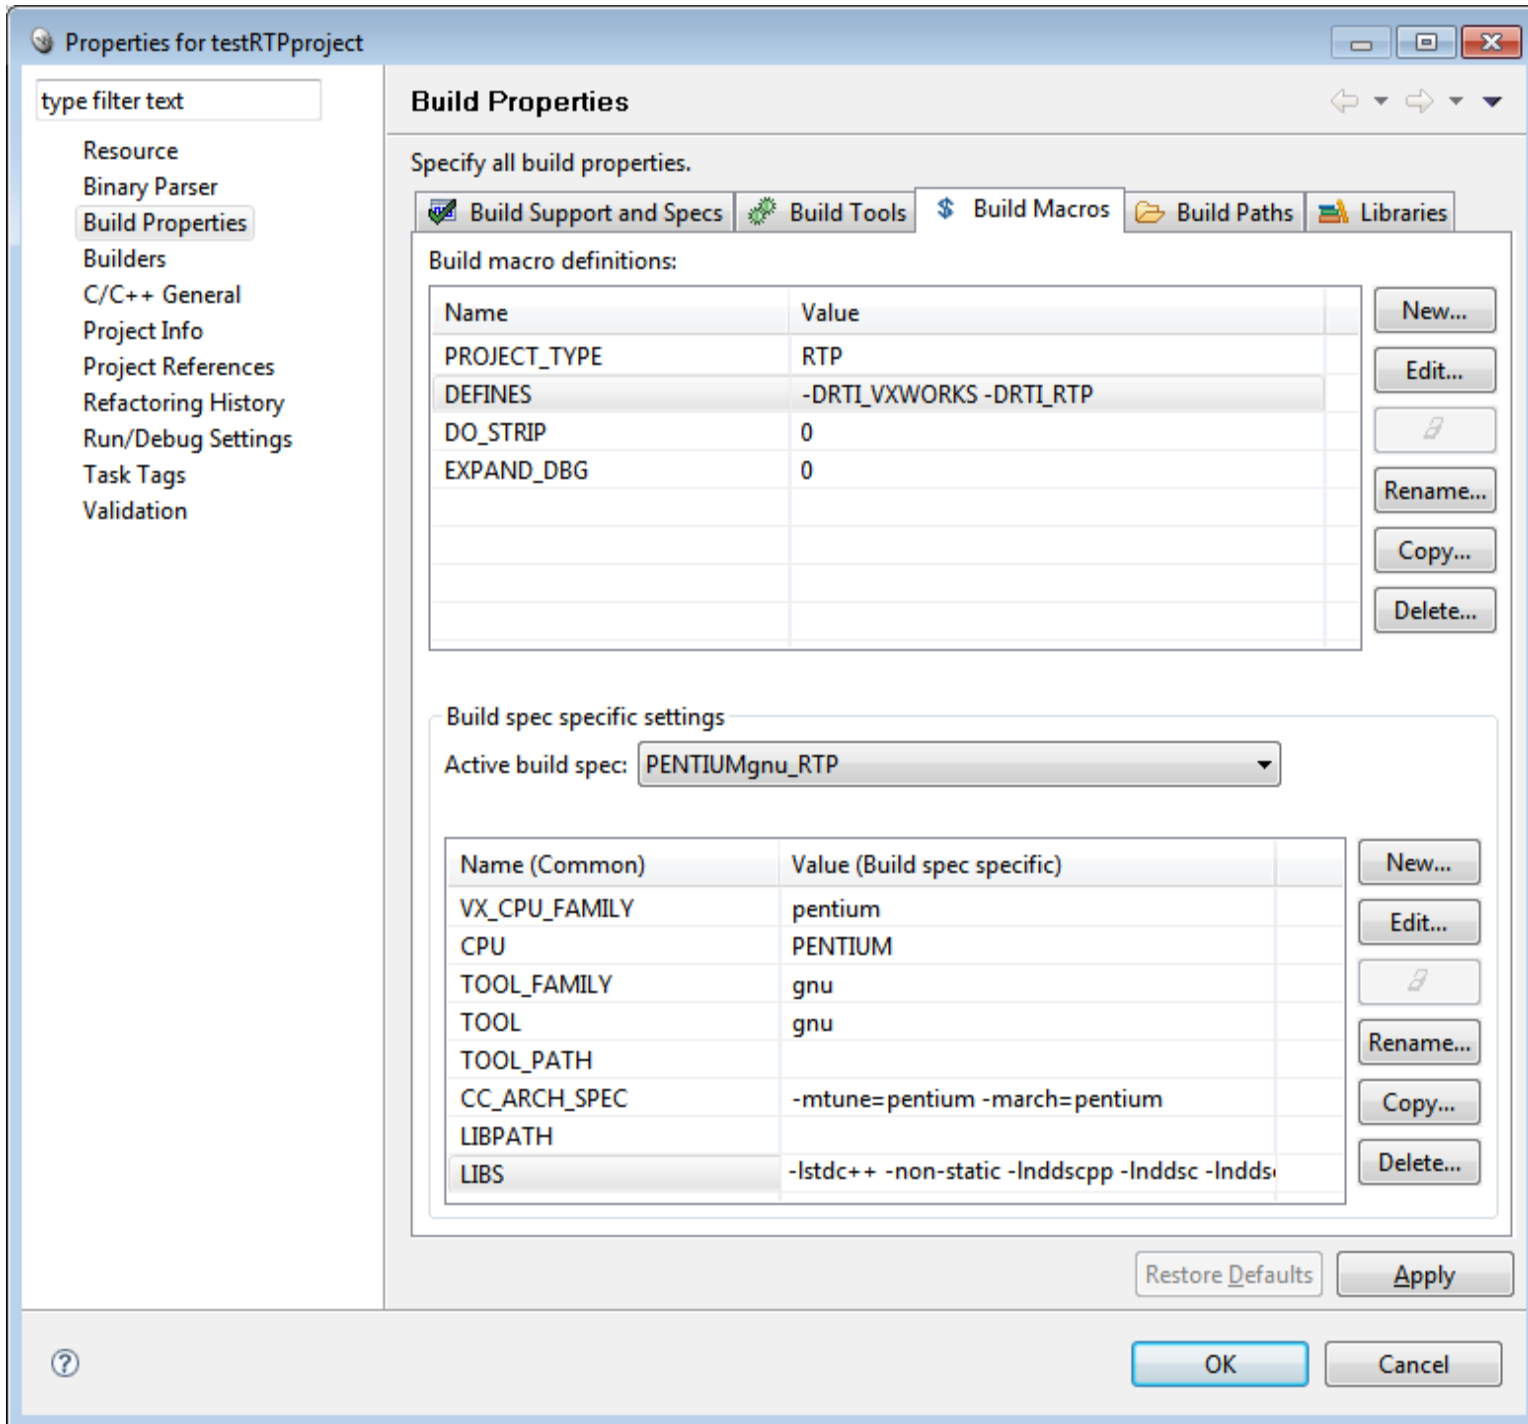 Properties for testRTPproject
type filter text
Resource
Binary Parser
Build Properties
Builders
C/C++ General
Project Info
Project References
Refactoring History
Run/Debug Settings
Task Tags
Validation
Build Properties
Specify all build properties.
Build Support and Specs Build Tools $ Build Macros Build Paths Libraries
Build macro definitions:
Name Value
PROJECT_TYPE RTP
DEFINES -DRTI_VXWORKS -DRTI_RTP
DO_STRIP 0
EXPAND_DBG 0
New...
Edit...
Rename...
Copy...
Delete...
Build spec specific settings
Active build spec: PENTIUMgnu_RTP
Name (Common) Value (Build spec specific)
VX_CPU_FAMILY pentium
CPU PENTIUM
TOOL_FAMILY gnu
TOOL gnu
TOOL_PATH
CC_ARCH_SPEC -mtune=pentium -march=pentium
LIBPATH
LIBS -lstdc++ -non-static -lnddscpp -lnddsc -lndds
New...
Edit...
Rename...
Copy...
Delete...
Restore Defaults Apply
? OK Cancel